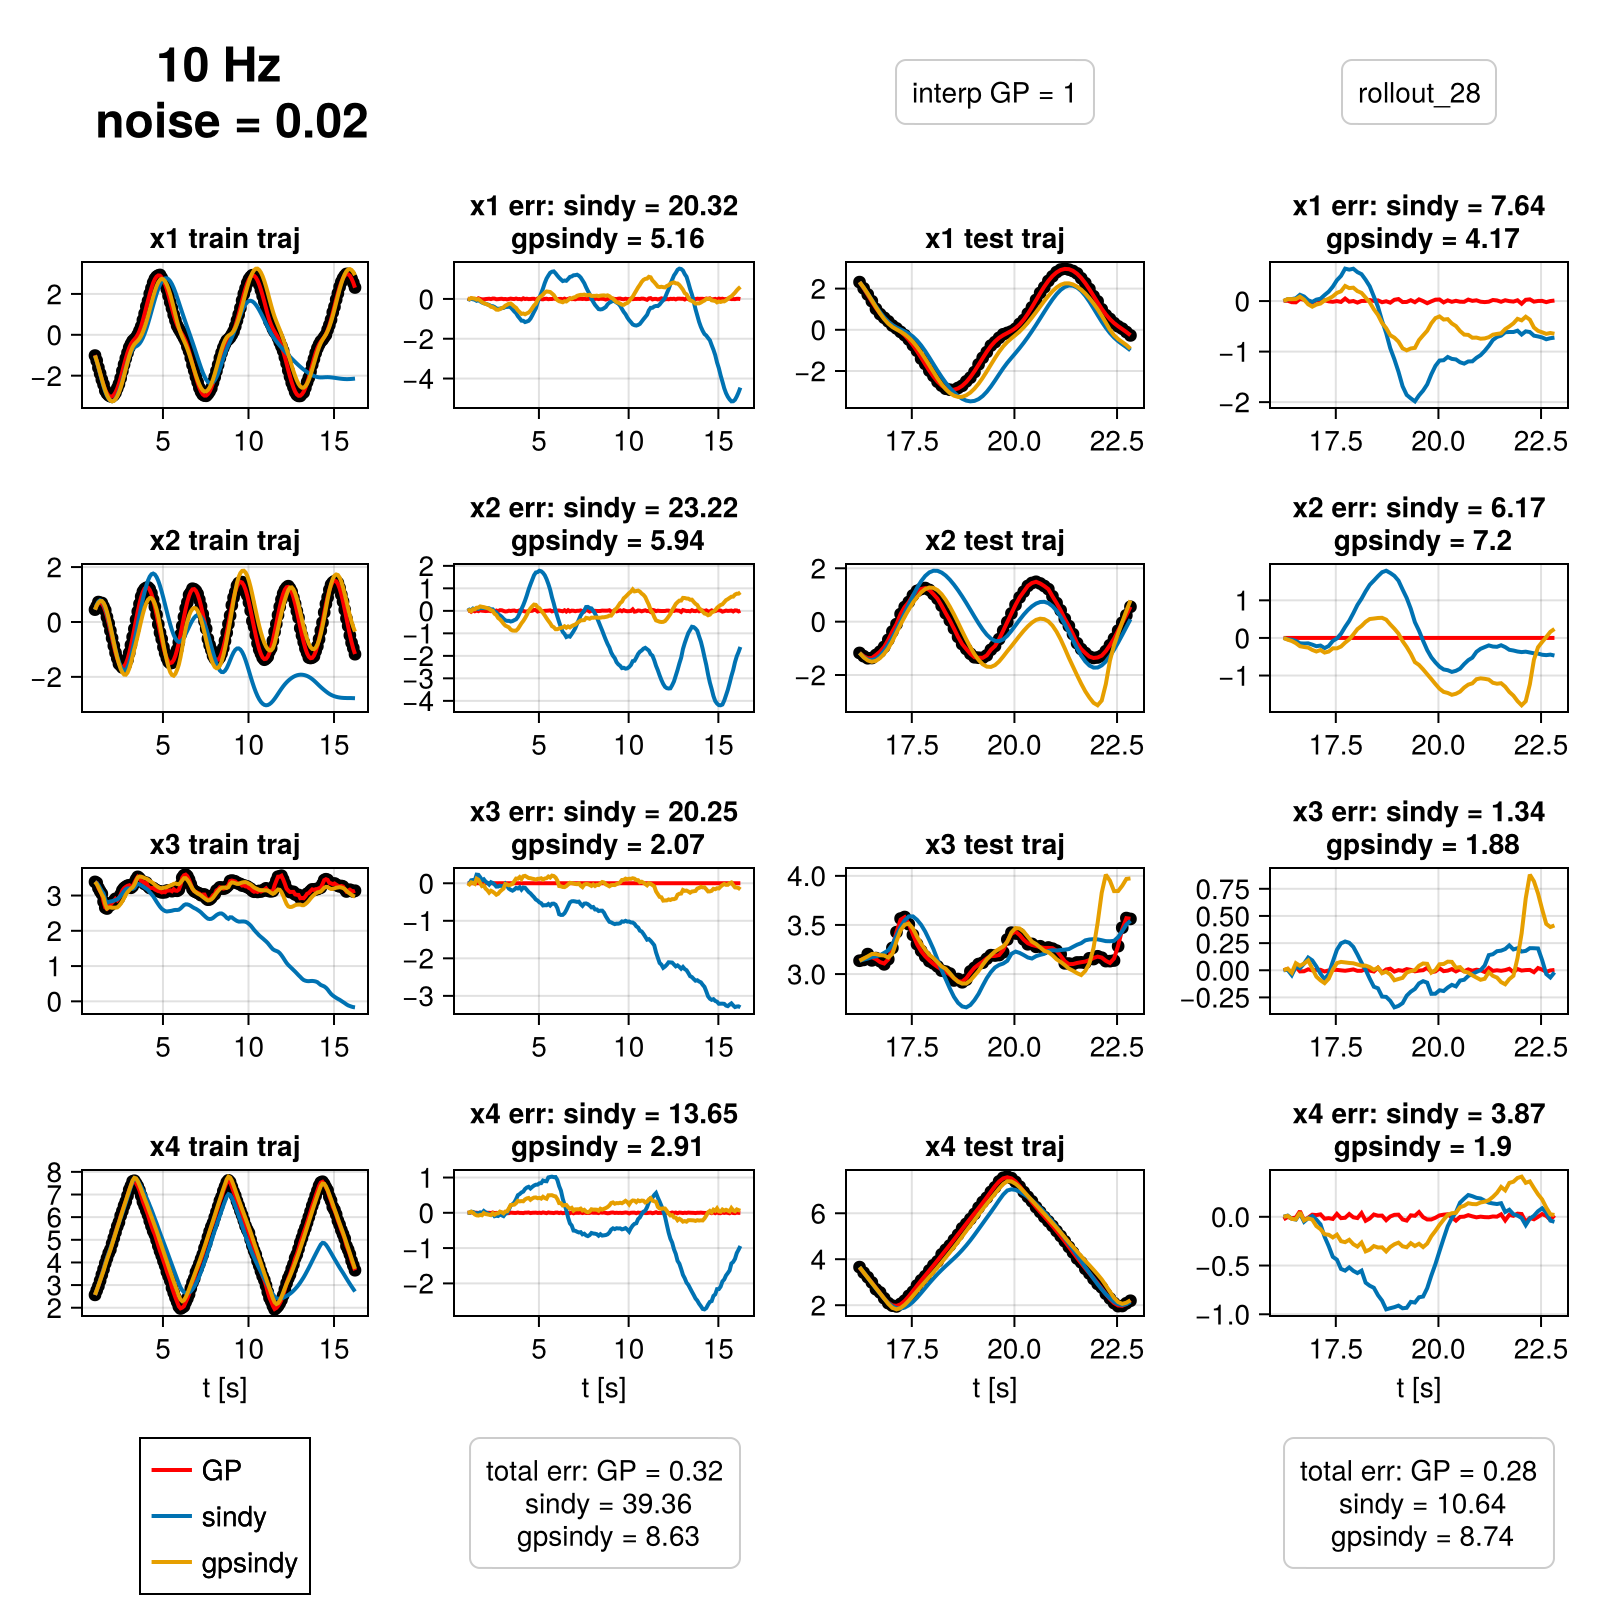 10 Hz
noise = 0.02
interp GP = 1
rollout_28
x1 train traj
2
0
−2
5
10
15
x1 err: sindy = 20.32
gpsindy = 5.16
0
−2
−4
5
10
15
x1 test traj
2
0
−2
17.5
20.0
22.5
x1 err: sindy = 7.64
gpsindy = 4.17
0
−1
−2
17.5
20.0
22.5
x2 train traj
2
0
−2
5
10
15
x2 err: sindy = 23.22
gpsindy = 5.94
2
1
0
−1
−2
−3
−4
5
10
15
x2 test traj
2
0
−2
17.5
20.0
22.5
x2 err: sindy = 6.17
gpsindy = 7.2
1
0
−1
17.5
20.0
22.5
x3 train traj
3
2
1
0
5
10
15
x3 err: sindy = 20.25
gpsindy = 2.07
0
−1
−2
−3
5
10
15
x3 test traj
4.0
3.5
3.0
17.5
20.0
22.5
x3 err: sindy = 1.34
gpsindy = 1.88
0.75
0.50
0.25
0.00
−0.25
17.5
20.0
22.5
x4 train traj
8
7
6
5
4
3
2
5
10
15
t [s]
x4 err: sindy = 13.65
gpsindy = 2.91
1
0
−1
−2
5
10
15
t [s]
x4 test traj
6
4
2
17.5
20.0
22.5
t [s]
x4 err: sindy = 3.87
gpsindy = 1.9
0.0
−0.5
−1.0
17.5
20.0
22.5
t [s]
GP
sindy
gpsindy
total err: GP = 0.32
sindy = 39.36
gpsindy = 8.63
total err: GP = 0.28
sindy = 10.64
gpsindy = 8.74